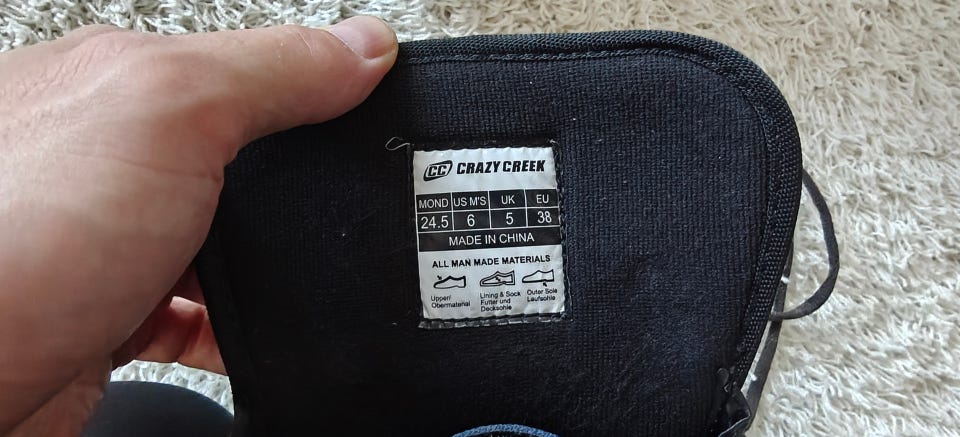 CC CRAZY CREEK
MOND US M'S UK EU
24.5 6 5 38
MADE IN CHINA
ALL MAN MADE MATERIALS
Upper/
Obermaterial
Lining & Sock
Futter und
Decksohle
Outer Sole
Laufsohle